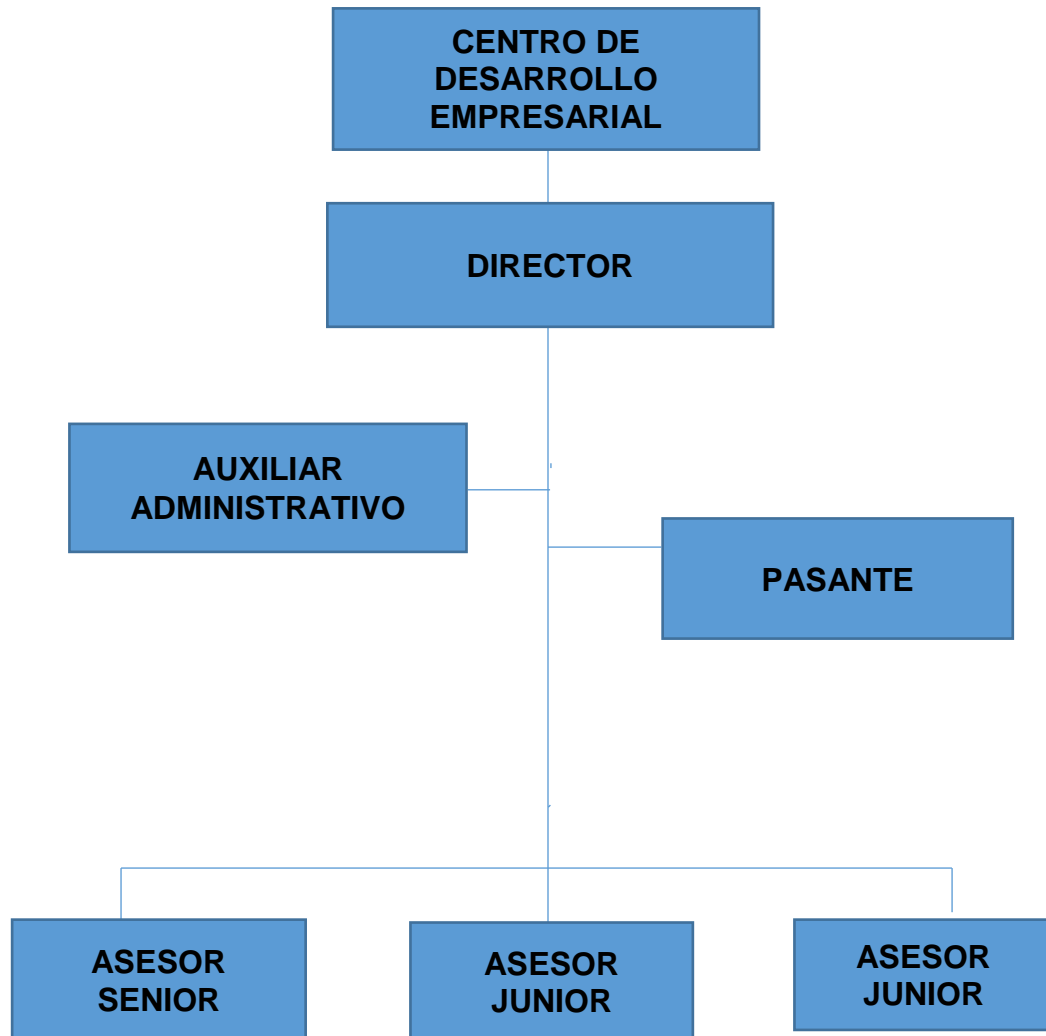 CENTRO DE
DESARROLLO
EMPRESARIAL
DIRECTOR
AUXILIAR
ADMINISTRATIVO
PASANTE
ASESOR
SENIOR
ASESOR
JUNIOR
ASESOR
JUNIOR